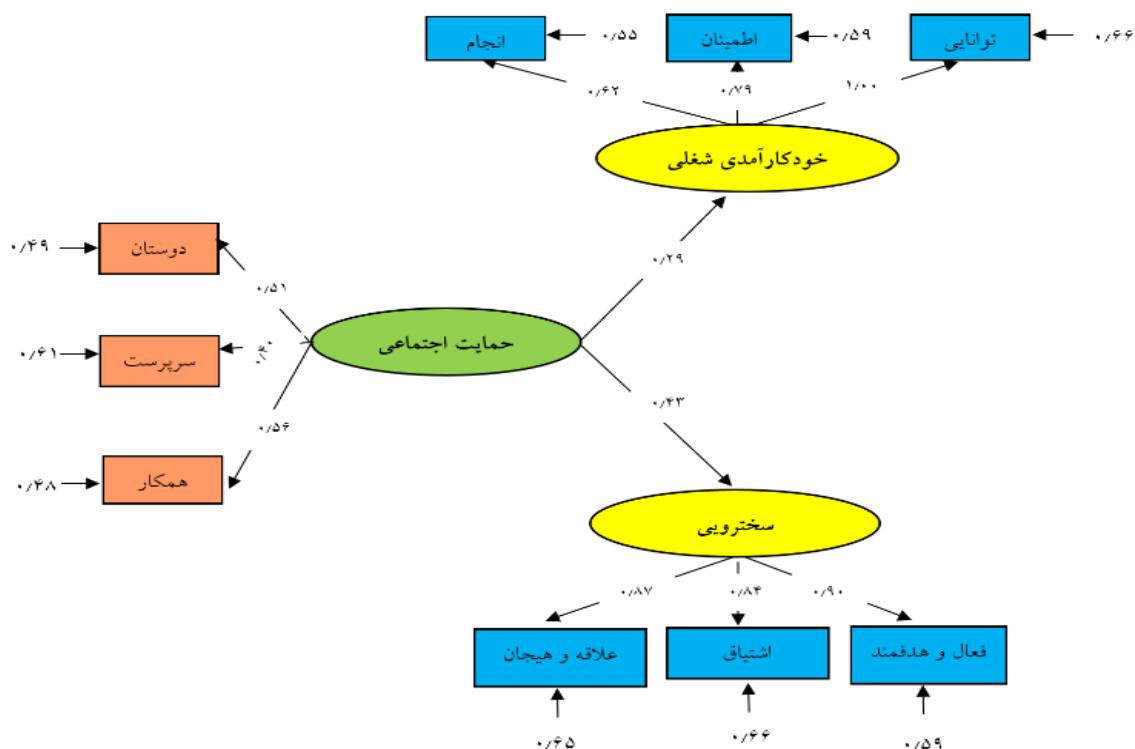 توانایی
۰٫۶۶
اطمینان
۰٫۵۹
انجام
۰٫۵۵
۱٫۰۰
۰٫۷۹
۰٫۶۲
خودکارآمدی شغلی
دوستان
۰٫۴۹
۰٫۲۹
۰٫۵۱
حمایت اجتماعی
سرپرست
۰٫۶۱
۰٫۴۰
۰٫۴۳
۰٫۵۶
همکار
۰٫۴۸
سخترویی
۰٫۹۰
۰٫۸۴
۰٫۸۷
فعال و هدفمند
اشتیاق
علاقه و هیجان
۰٫۵۹
۰٫۶۶
۰٫۶۵